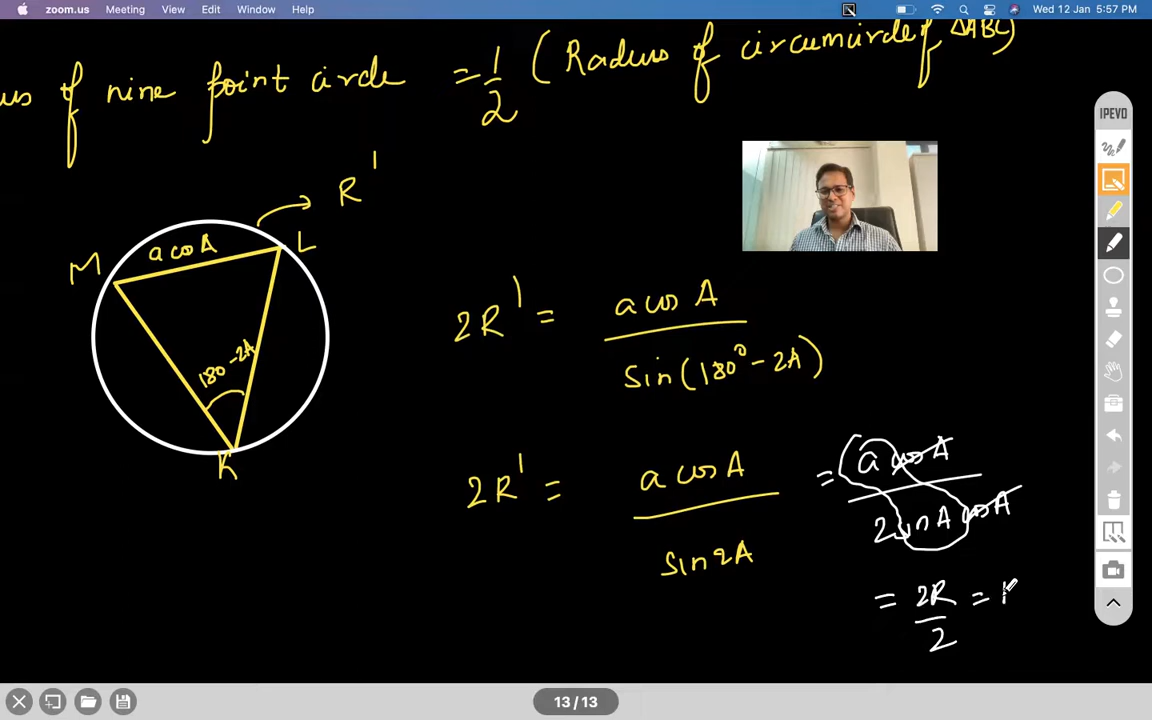 zoom.us Meeting View Edit Window Help Wed 12 Jan 5:57 PM
us of nine point circle = 1/2 (Radius of circumcircle of ΔABC)
IPEVO
R'
M a cos A L
180-2A
K
2R' = a cos A / sin(180°-2A)
2R' = a cos A / sin 2A = a cos A / 2 sin A cos A
= 2R/2 =
13/13